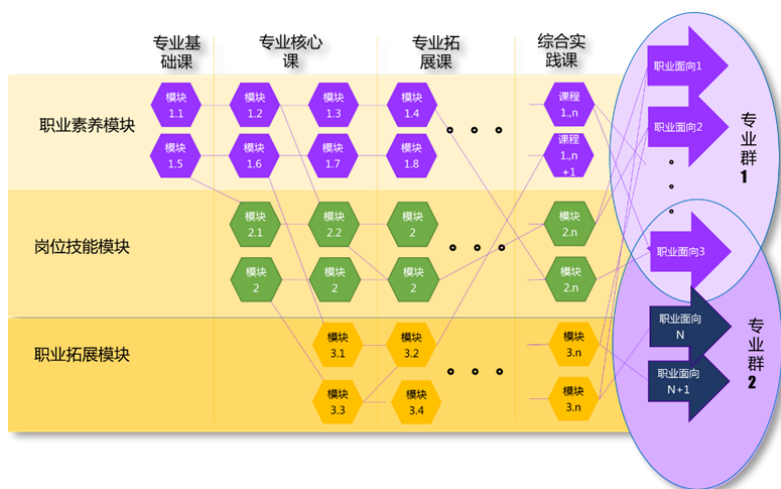 专业基
础课
专业核心
课
专业拓
展课
综合实
践课
职业素养模块
模块
1.1
模块
1.2
模块
1.3
模块
1.4
课程
1.,n
模块
1.5
模块
1.6
模块
1.7
模块
1.8
课程
1.,n
+1
岗位技能模块
模块
2.1
模块
2.2
模块
2
模块
2.n
模块
2
模块
2
模块
2
模块
2.n
职业拓展模块
模块
3.1
模块
3.2
模块
3.n
模块
3.3
模块
3.4
模块
3.n
职业面向1
职业面向2
职业面向3
职业面向
N
职业面向
N+1
专业群
1
专业群
2